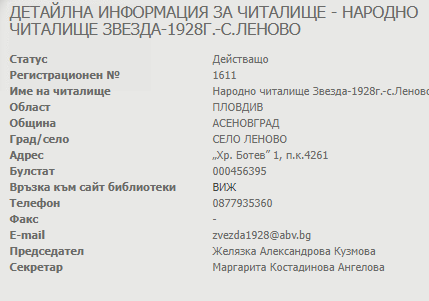 ДЕТАЙЛНА ИНФОРМАЦИЯ ЗА ЧИТАЛИЩЕ - НАРОДНО
ЧИТАЛИЩЕ ЗВЕЗДА-1928Г.-С.ЛЕНОВО
Статус Действащо
Регистрационен № 1611
Име на читалище Народно читалище Звезда-1928г.-с.Леново
Област ПЛОВДИВ
Община АСЕНОВГРАД
Град/село СЕЛО ЛЕНОВО
Адрес „Хр. Ботев” 1, п.к.4261
Булстат 000456395
Връзка към сайт библиотеки ВИЖ
Телефон 0877935360
Факс -
E-mail zvezda1928@abv.bg
Председател Желязка Александрова Кузмова
Секретар Маргарита Костадинова Ангелова